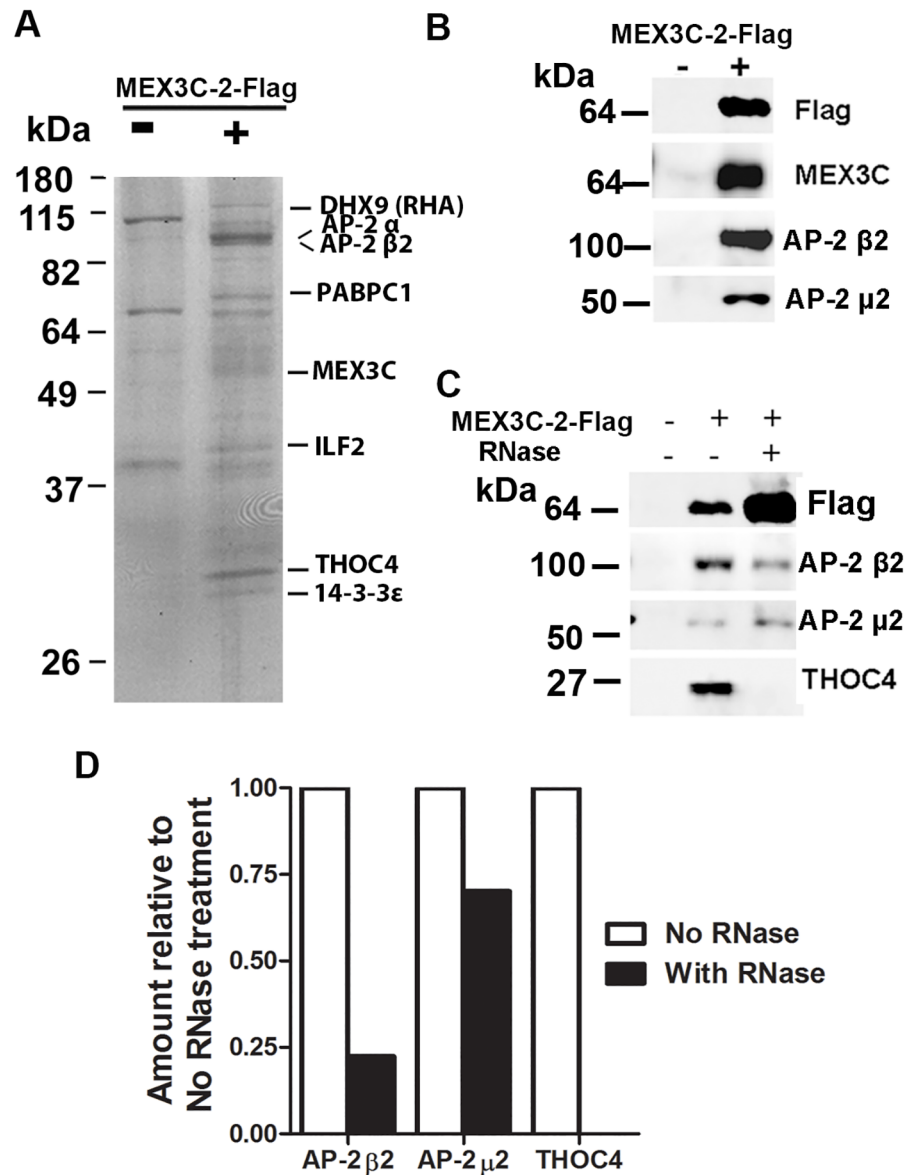 A
MEX3C-2-Flag
kDa - +
180
115
82
64
49
37
26
DHX9 (RHA)
AP-2 α
AP-2 β2
PABPC1
MEX3C
ILF2
THOC4
14-3-3ε
B
MEX3C-2-Flag
kDa - +
64 Flag
64 MEX3C
100 AP-2 β2
50 AP-2 μ2
C
MEX3C-2-Flag - + +
RNase - - +
kDa
64 Flag
100 AP-2 β2
50 AP-2 μ2
27 THOC4
D
Amount relative to
No RNase treatment
1.00
0.75
0.50
0.25
0.00
AP-2 β2 AP-2 μ2 THOC4
No RNase
With RNase